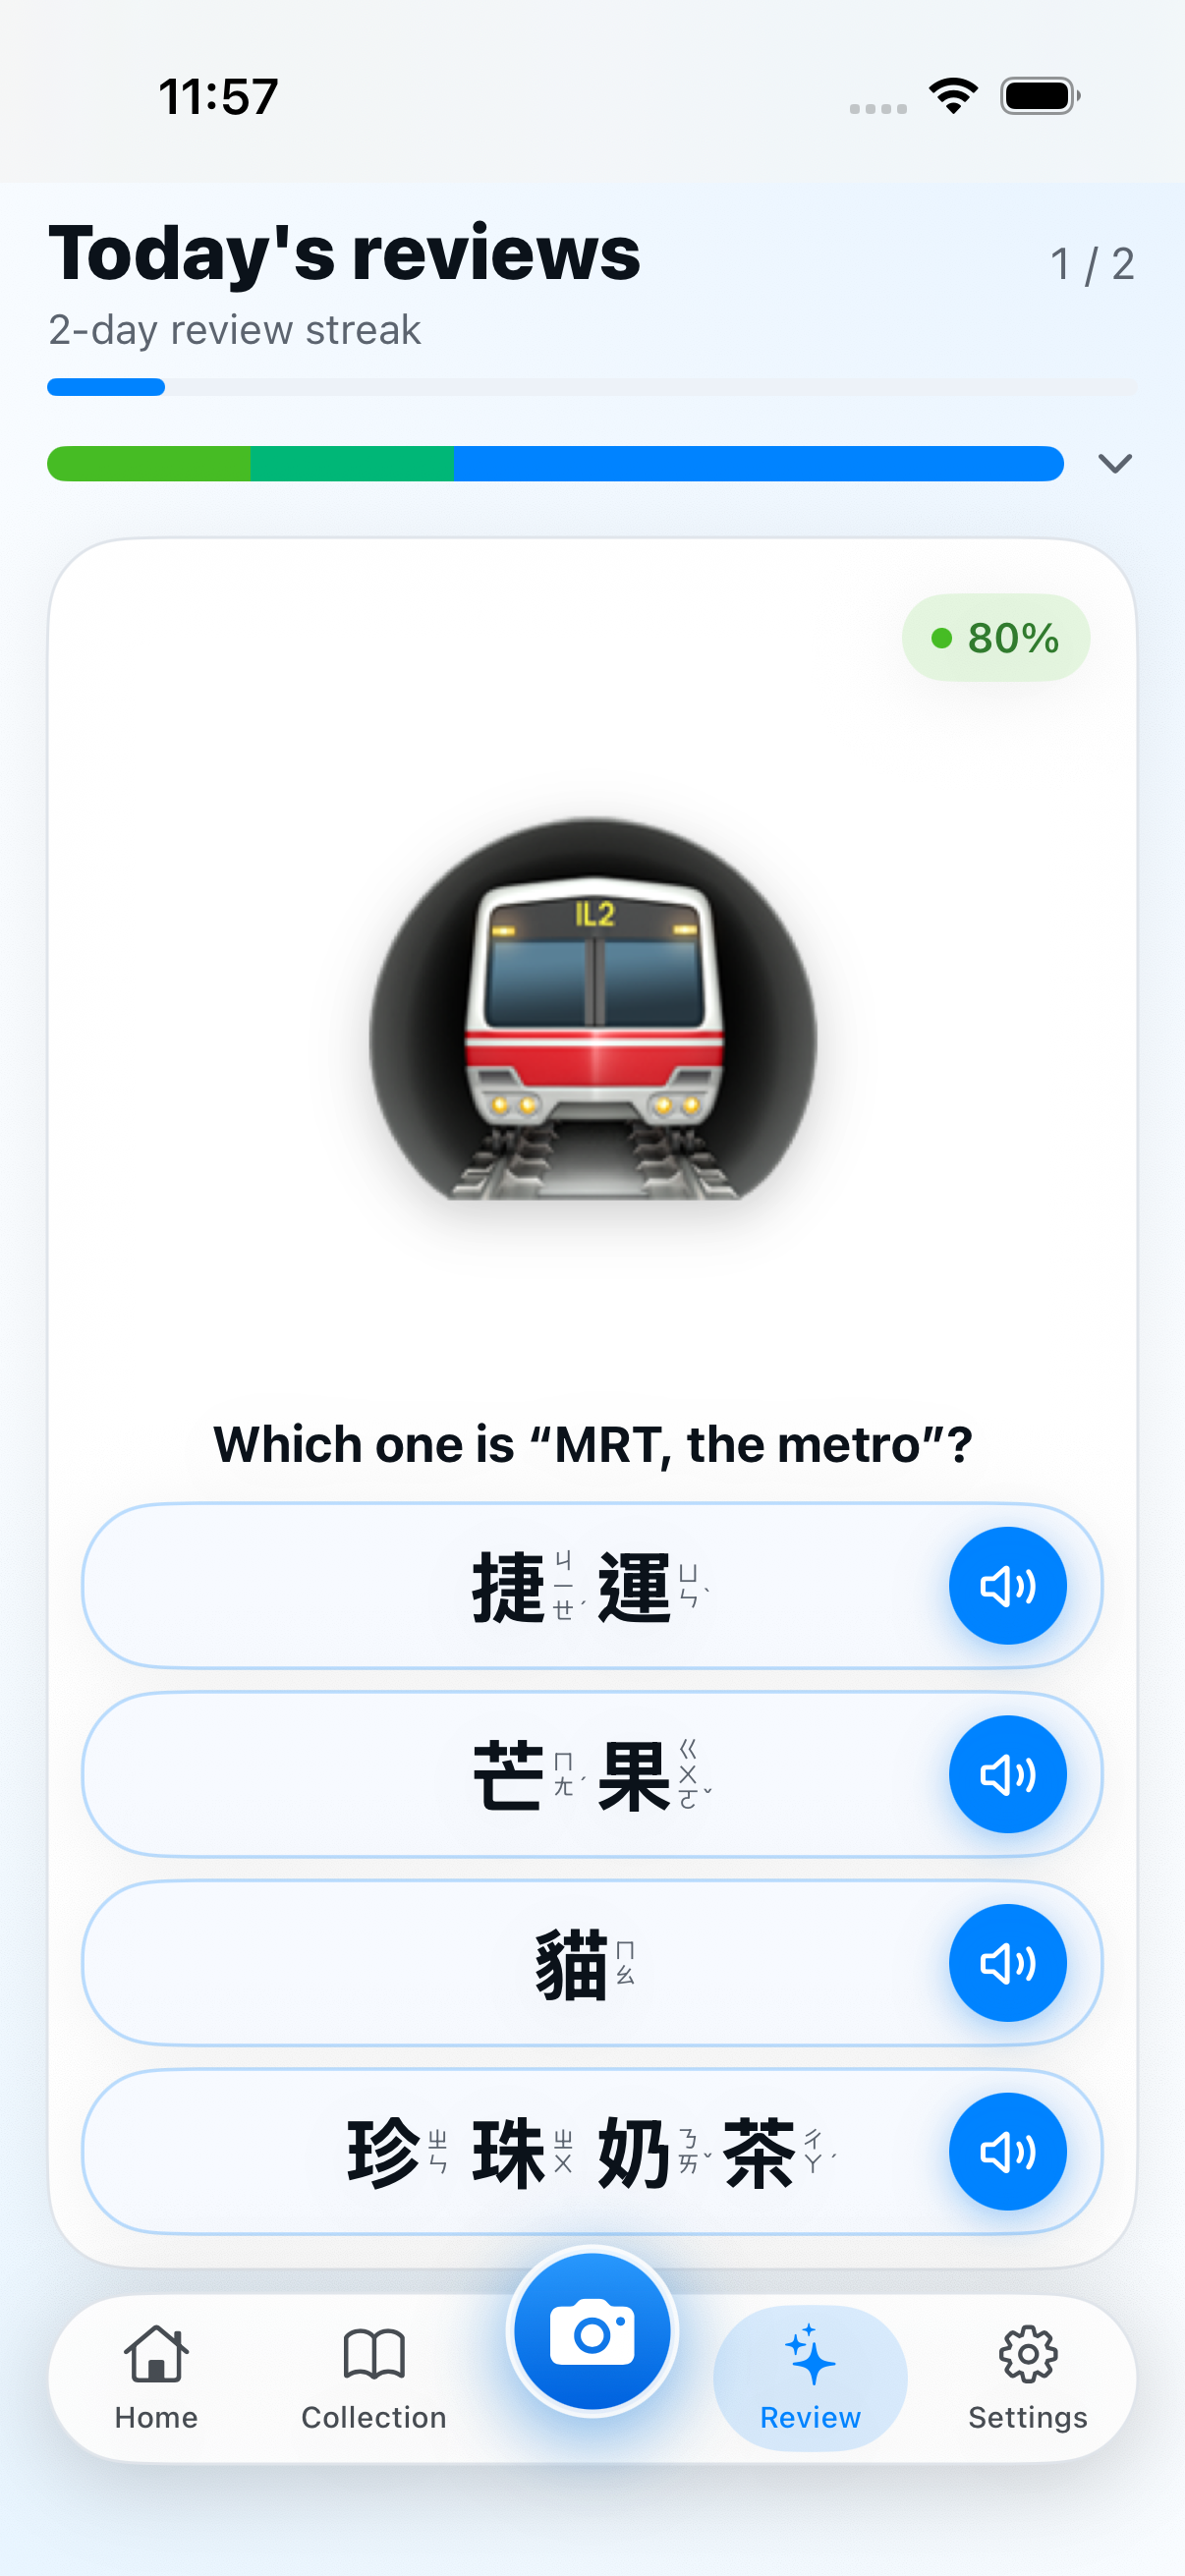 11:57
Today's reviews
1 / 2
2-day review streak
80%
IL2
Which one is “MRT, the metro”?
捷ㄐㄧㄝˊ運ㄩㄣˋ
芒ㄇㄤˊ果ㄍㄨㄛˇ
貓ㄇㄠ
珍ㄓㄣ珠ㄓㄨ奶ㄋㄞˇ茶ㄔㄚˊ
Home
Collection
Review
Settings